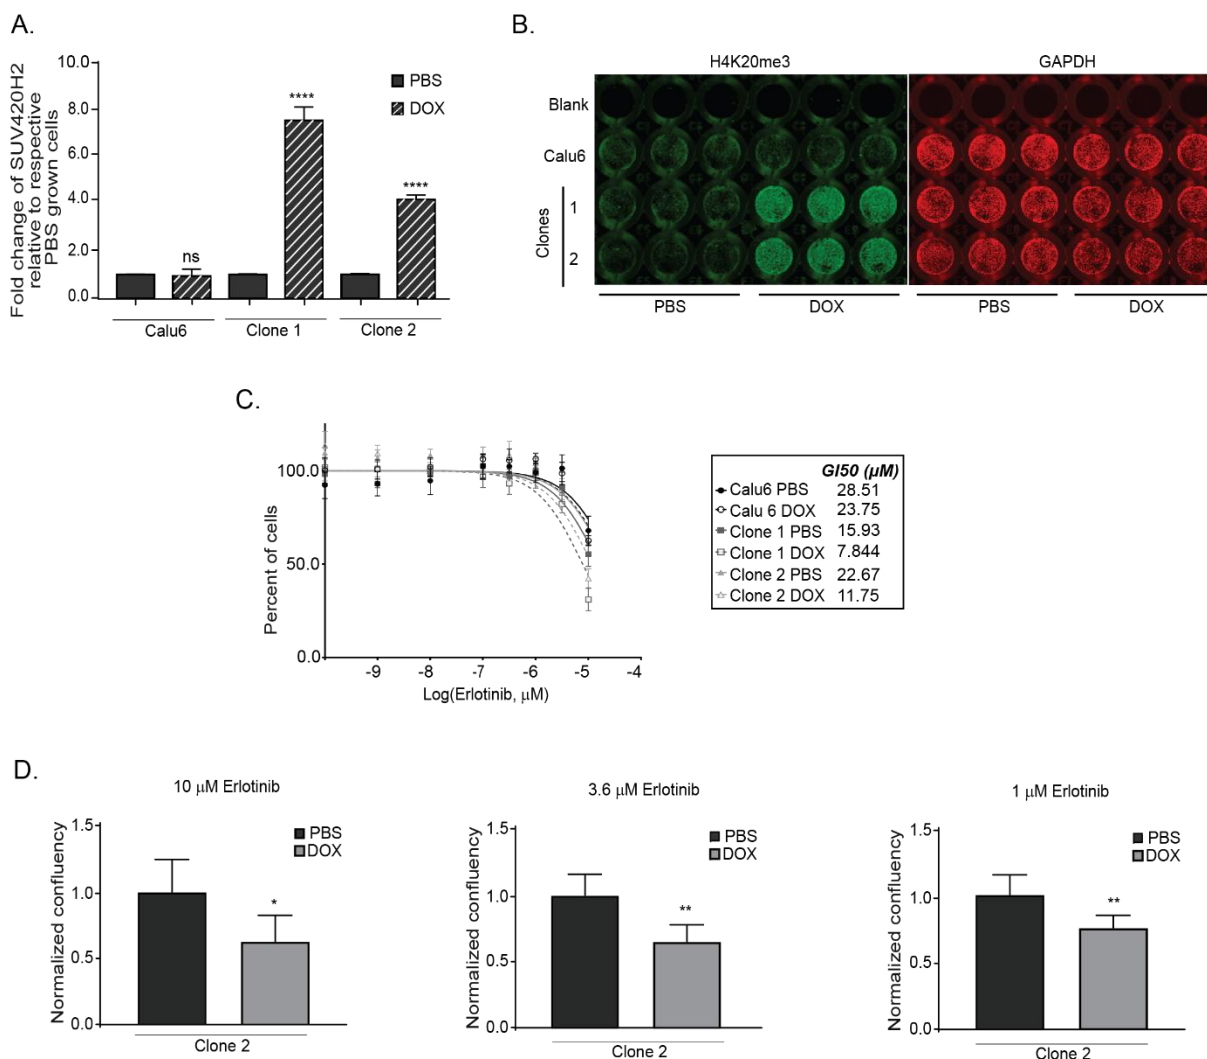 A.
Fold change of SUV420H2
relative to respective
PBS grown cells
10.0
8.0
6.0
4.0
2.0
0.0
PBS
DOX
ns
****
****
Calu6
Clone 1
Clone 2
B.
H4K20me3
GAPDH
Blank
Calu6
Clones
1
2
PBS
DOX
PBS
DOX
C.
Percent of cells
100.0
50.0
0.0
-9
-8
-7
-6
-5
-4
Log(Erlotinib, μM)
GI50 (μM)
Calu6 PBS 28.51
Calu 6 DOX 23.75
Clone 1 PBS 15.93
Clone 1 DOX 7.844
Clone 2 PBS 22.67
Clone 2 DOX 11.75
D.
10 μM Erlotinib
Normalized confluency
1.5
1.0
0.5
0.0
PBS
DOX
*
Clone 2
3.6 μM Erlotinib
Normalized confluency
1.5
1.0
0.5
0.0
PBS
DOX
**
Clone 2
1 μM Erlotinib
Normalized confluency
1.5
1.0
0.5
0.0
PBS
DOX
**
Clone 2